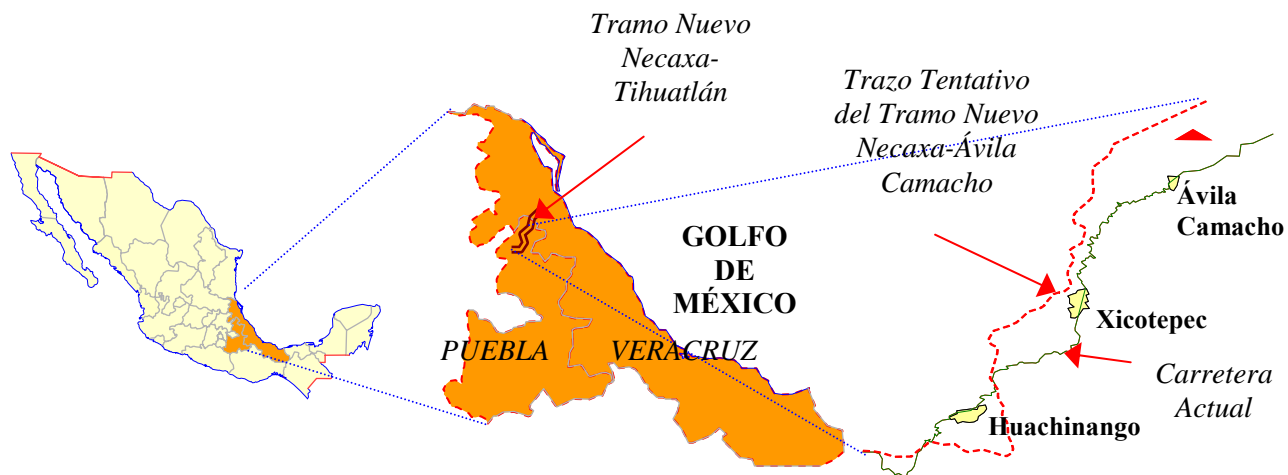 Tramo Nuevo
Necaxa-
Tihuatlán
Trazo Tentativo
del Tramo Nuevo
Necaxa-Ávila
Camacho
GOLFO
DE
MÉXICO
PUEBLA
VERACRUZ
Ávila
Camacho
Xicotepec
Carretera
Actual
Huachinango